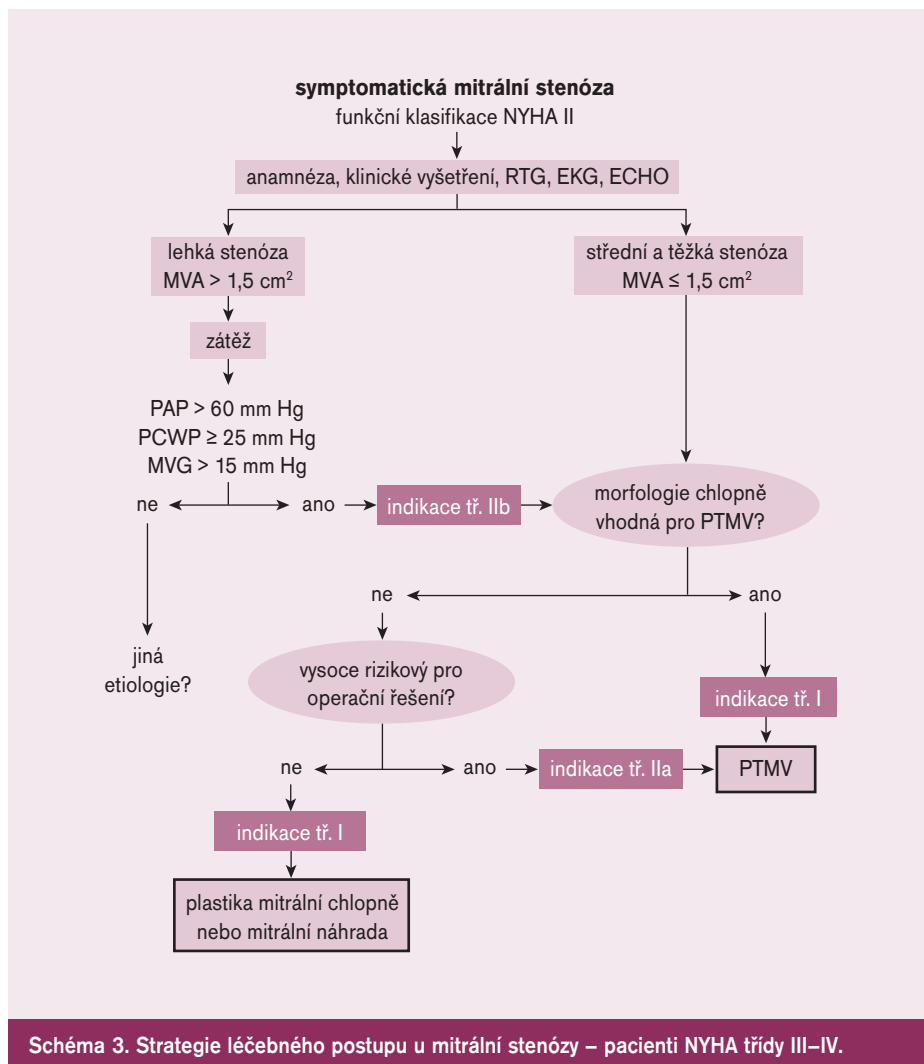 symptomatická mitrální stenóza
funkční klasifikace NYHA II
anamnéza, klinické vyšetření, RTG, EKG, ECHO
lehká stenóza
MVA > 1,5 cm²
střední a těžká stenóza
MVA ≤ 1,5 cm²
zátěž
PAP > 60 mm Hg
PCWP ≥ 25 mm Hg
MVG > 15 mm Hg
ne
ano
indikace tř. IIb
morfologie chlopně
vhodná pro PTMV?
jiná
etiologie?
ne
ano
vysoce rizikový pro
operační řešení?
indikace tř. I
ne
ano
indikace tř. IIa
PTMV
indikace tř. I
plastika mitrální chlopně
nebo mitrální náhrada
Schéma 3. Strategie léčebného postupu u mitrální stenózy – pacienti NYHA třídy III–IV.